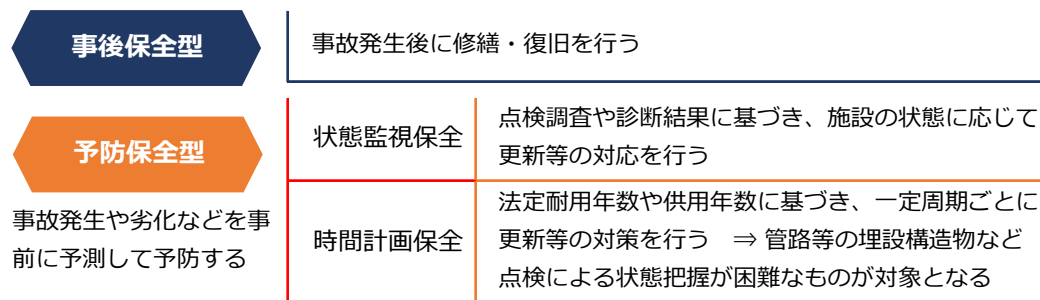 事後保全型
事故発生後に修繕・復旧を行う
予防保全型
事故発生や劣化などを事
前に予測して予防する
状態監視保全
点検調査や診断結果に基づき、施設の状態に応じて
更新等の対応を行う
時間計画保全
法定耐用年数や供用年数に基づき、一定周期ごとに
更新等の対策を行う　⇒ 管路等の埋設構造物など
点検による状態把握が困難なものが対象となる